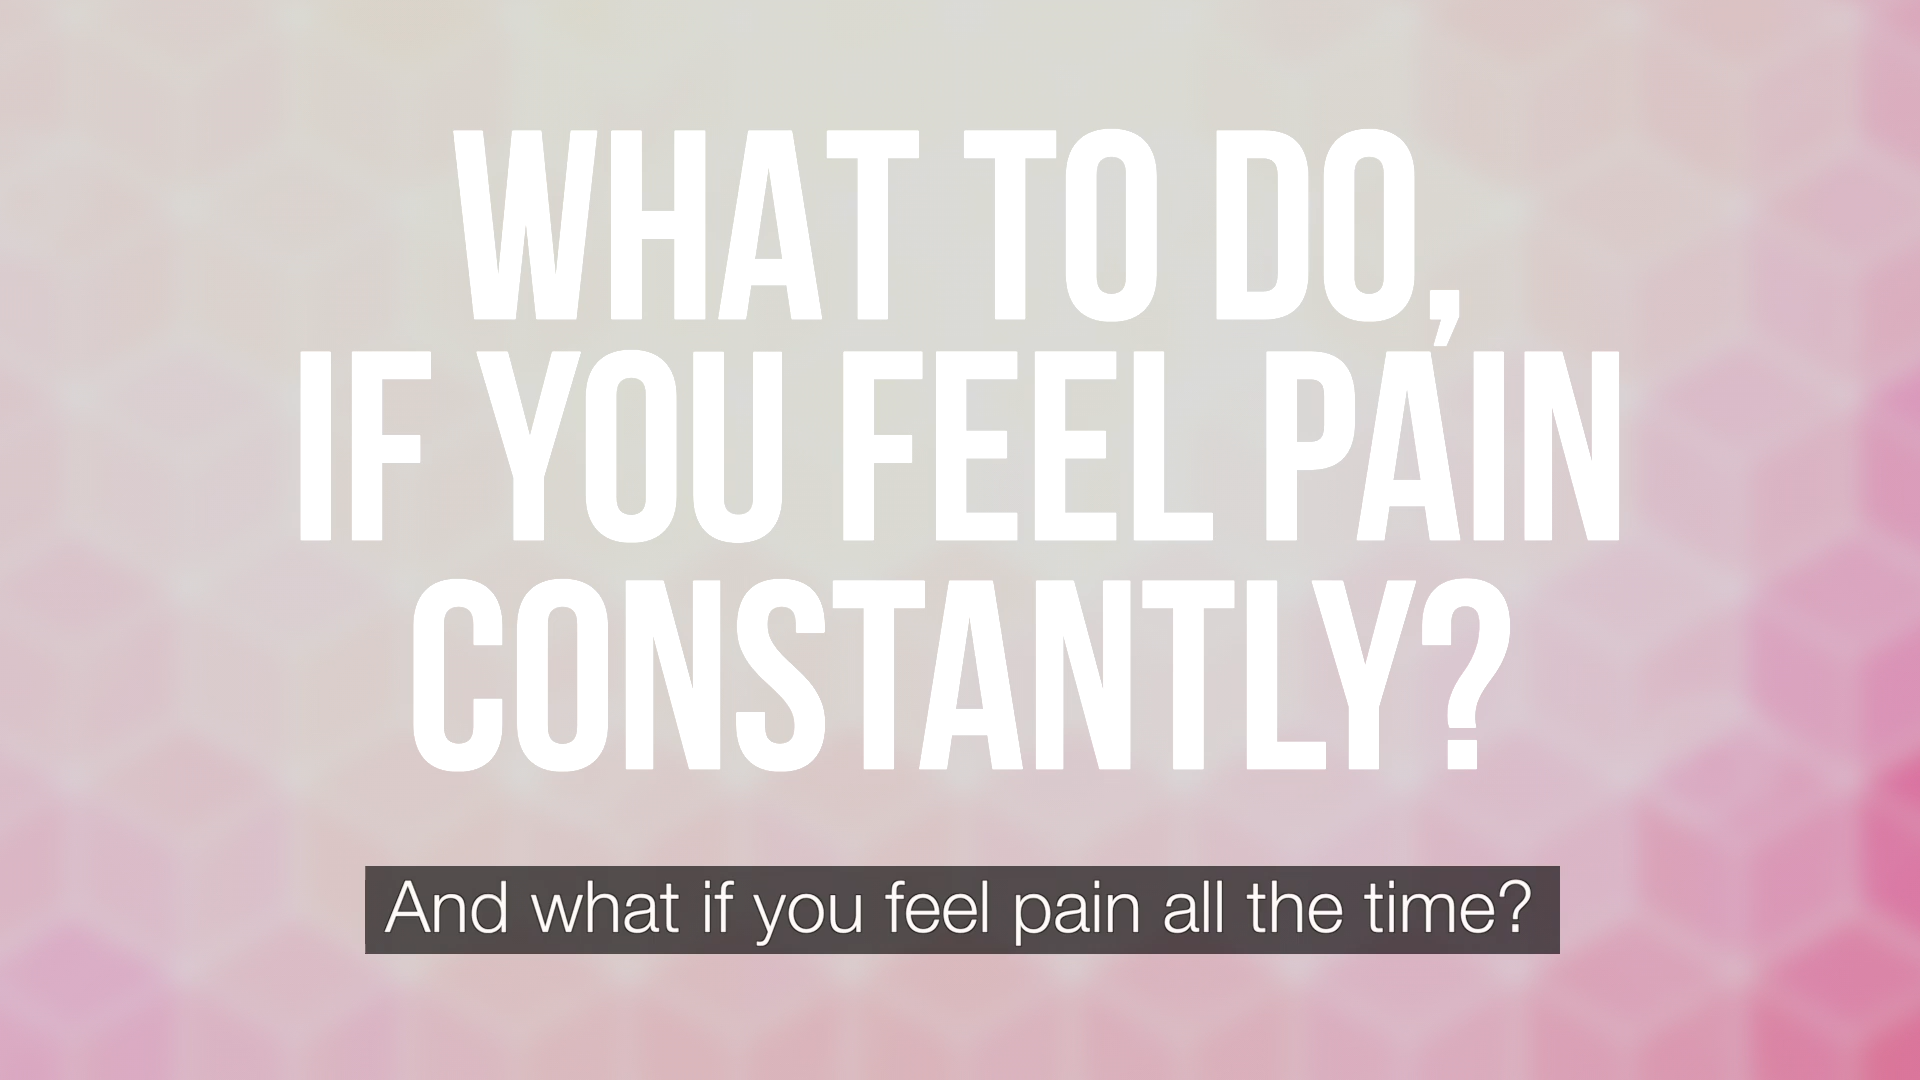 WHAT TO DO,
IF YOU FEEL PAIN
CONSTANTLY?
And what if you feel pain all the time?